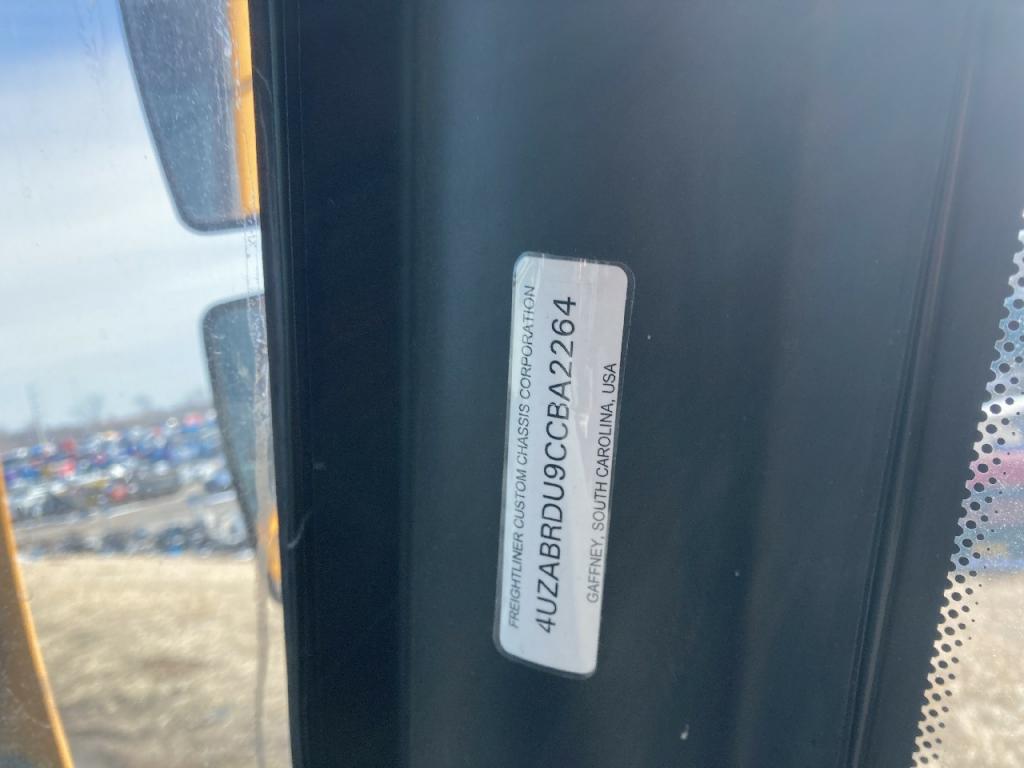 FREIGHTLINER CUSTOM CHASSIS CORPORATION
4UZABRDU9CCBA2264
GAFFNEY, SOUTH CAROLINA, USA